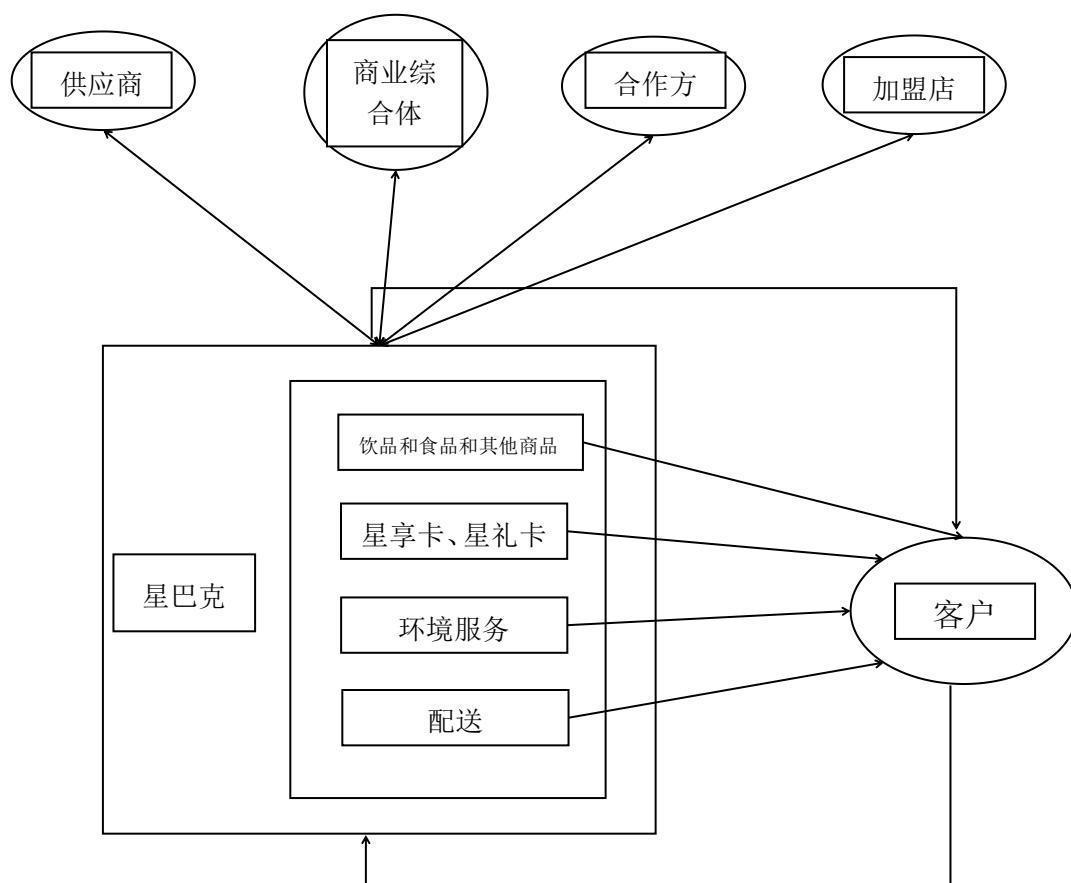 供应商
商业综
合体
合作方
加盟店
饮品和食品和其他商品
星享卡、星礼卡
星巴克
环境服务
客户
配送